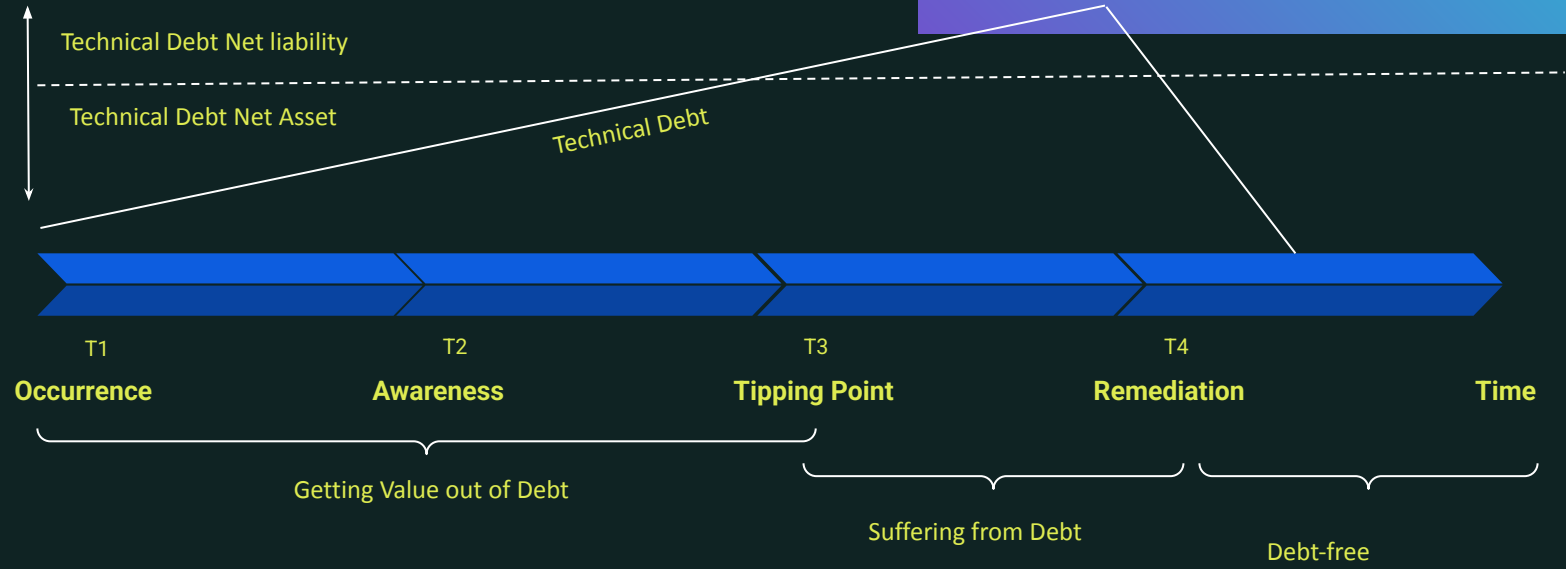 Technical Debt Net liability
Technical Debt Net Asset
Technical Debt
T1
T2
T3
T4
Occurrence
Awareness
Tipping Point
Remediation
Time
Getting Value out of Debt
Suffering from Debt
Debt-free